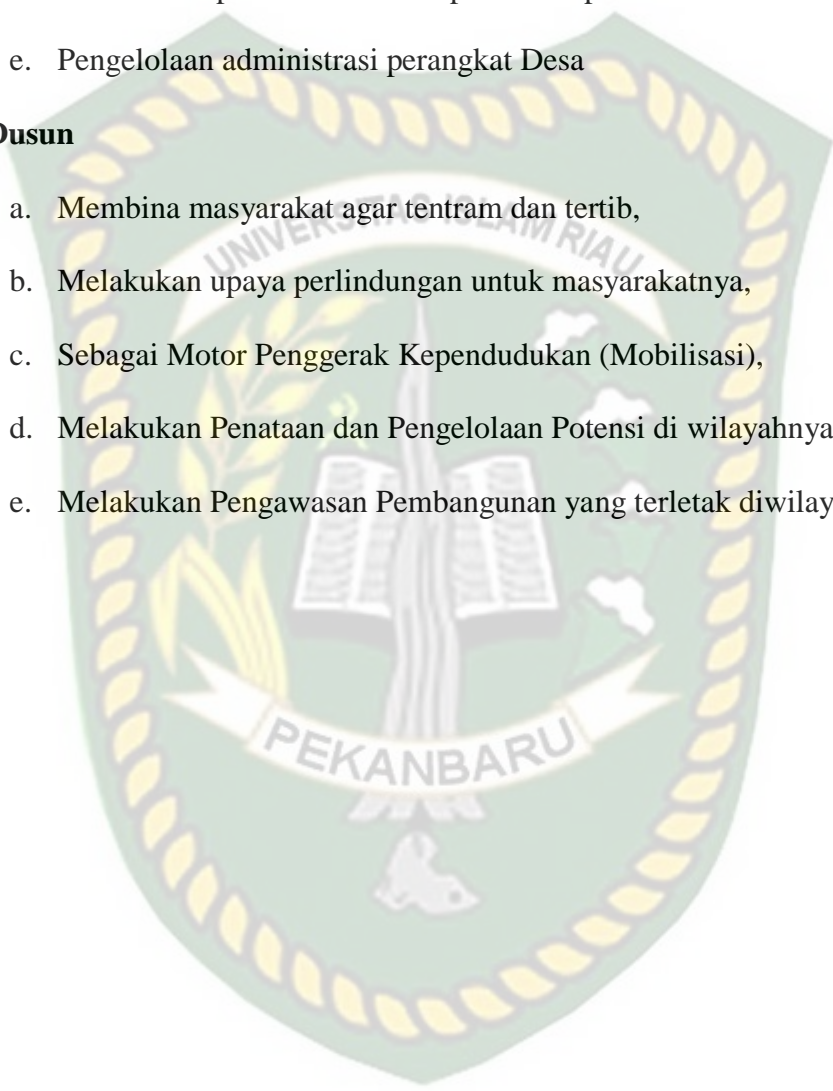 e. Pengelolaan administrasi perangkat Desa
Dusun
a. Membina masyarakat agar tentram dan tertib,
b. Melakukan upaya perlindungan untuk masyarakatnya,
c. Sebagai Motor Penggerak Kependudukan (Mobilisasi),
d. Melakukan Penataan dan Pengelolaan Potensi di wilayahnya
e. Melakukan Pengawasan Pembangunan yang terletak
UNIVERSITAS ISLAM RIAU
PEKANBARU